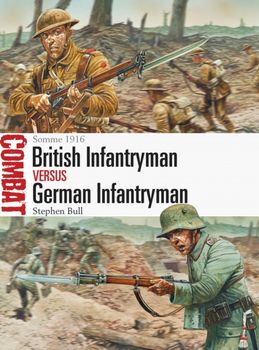 COMBAT
Somme 1916
British Infantryman
VERSUS
German Infantryman
Stephen Bull